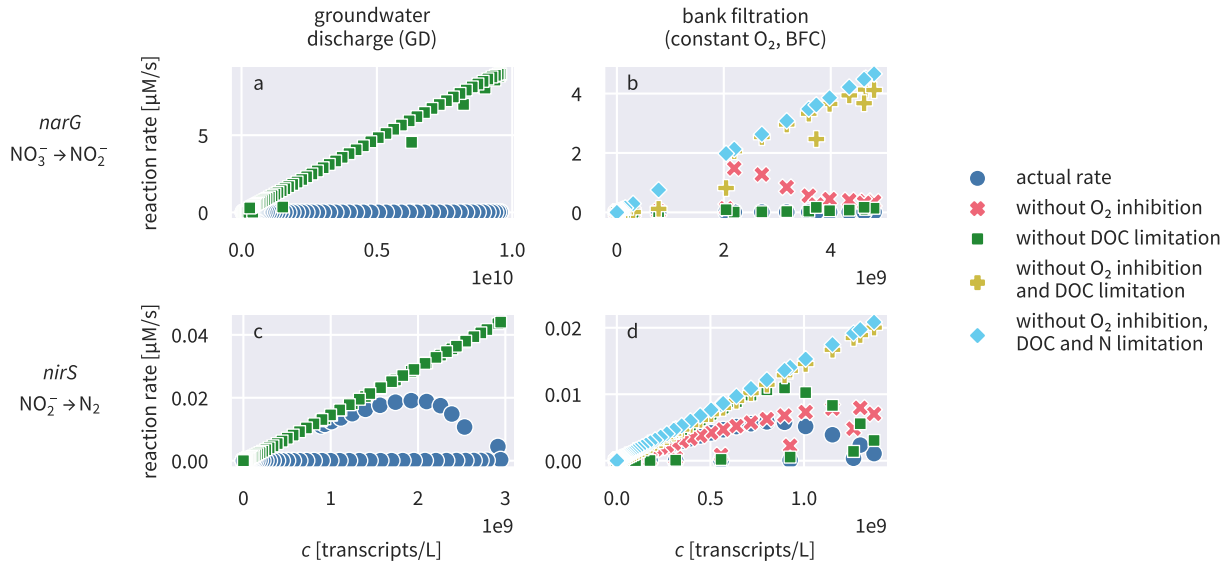 groundwater
discharge (GD)
bank filtration
(constant O₂, BFC)
narG
NO₃⁻ → NO₂⁻
reaction rate [µM/s]
a
5
0
0.0 0.5 1.0
1e10
b
4
2
0
0 2 4
1e9
nirS
NO₂⁻ → N₂
reaction rate [µM/s]
c
0.04
0.02
0.00
0 1 2 3
1e9
c [transcripts/L]
d
0.02
0.01
0.00
0.0 0.5 1.0
1e9
c [transcripts/L]
actual rate
without O₂ inhibition
without DOC limitation
without O₂ inhibition
and DOC limitation
without O₂ inhibition,
DOC and N limitation